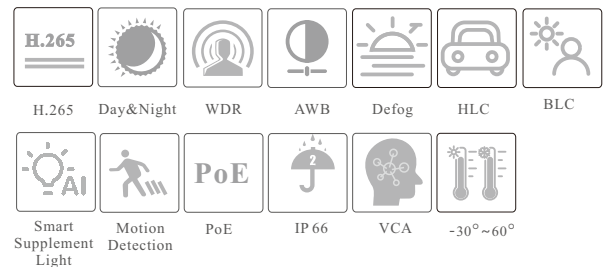 H.265
H.265 Day&Night WDR AWB Defog HLC BLC
AI PoE 2
Smart Motion PoE IP 66 VCA -30°~60°
Supplement Detection
Light